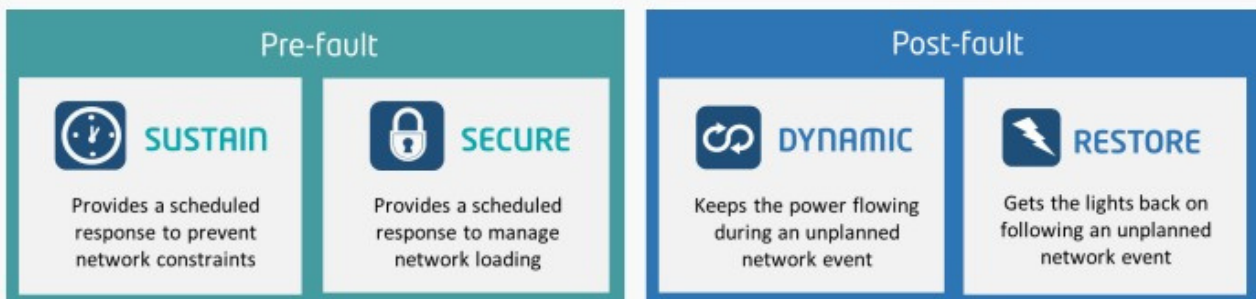 Pre-fault
SUSTAIN
Provides a scheduled
response to prevent
network constraints
SECURE
Provides a scheduled
response to manage
network loading
Post-fault
DYNAMIC
Keeps the power flowing
during an unplanned
network event
RESTORE
Gets the lights back on
following an unplanned
network event